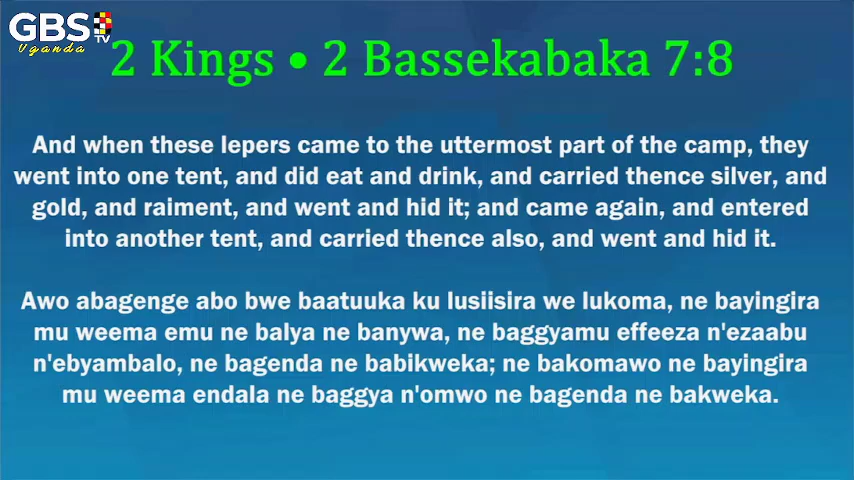 GBS
TV
Uganda
2 Kings • 2 Bassekabaka 7:8
And when these lepers came to the uttermost part of the camp, they
went into one tent, and did eat and drink, and carried thence silver, and
gold, and raiment, and went and hid it; and came again, and entered
into another tent, and carried thence also, and went and hid it.
Awo abagenge abo bwe baatuuka ku lusiisira we lukoma, ne bayingira
mu weema emu ne balya ne banywa, ne baggyamu effeeza n'ezaabu
n'ebyambalo, ne bagenda ne babikweka; ne bakomawo ne bayingira
mu weema endala ne baggya n'omwo ne bagenda ne bakweka.